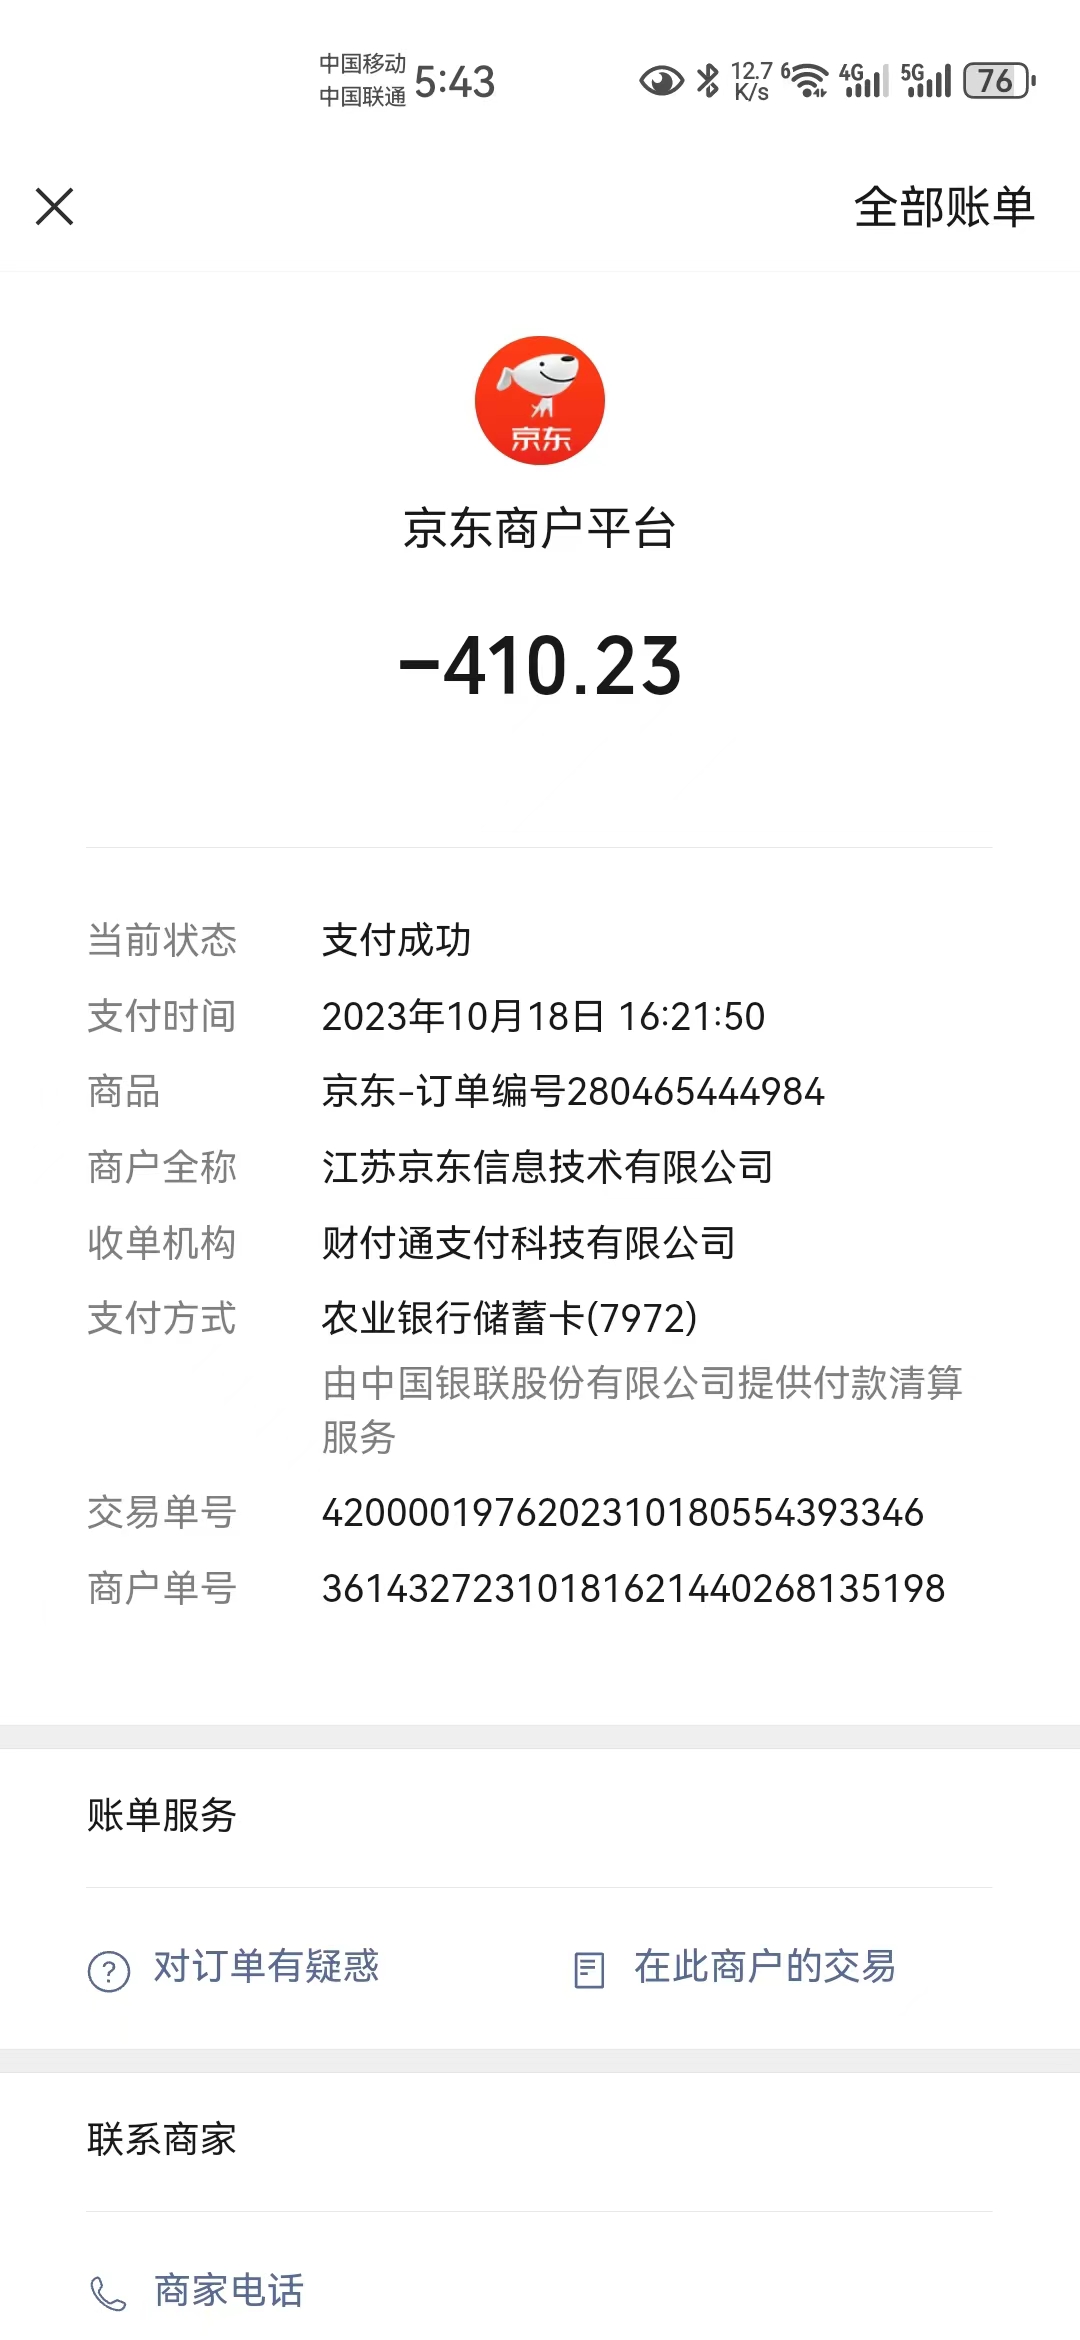 中国移动
中国联通
5:43
12.7
K/s
6
4G
5G
76
全部账单
京东
京东商户平台
-410.23
当前状态 支付成功
支付时间 2023年10月18日 16:21:50
商品 京东-订单编号280465444984
商户全称 江苏京东信息技术有限公司
收单机构 财付通支付科技有限公司
支付方式 农业银行储蓄卡(7972)
由中国银联股份有限公司提供付款清算
服务
交易单号 4200001976202310180554393346
商户单号 36143272310181621440268135198
账单服务
对订单有疑惑 在此商户的交易
联系商家
商家电话